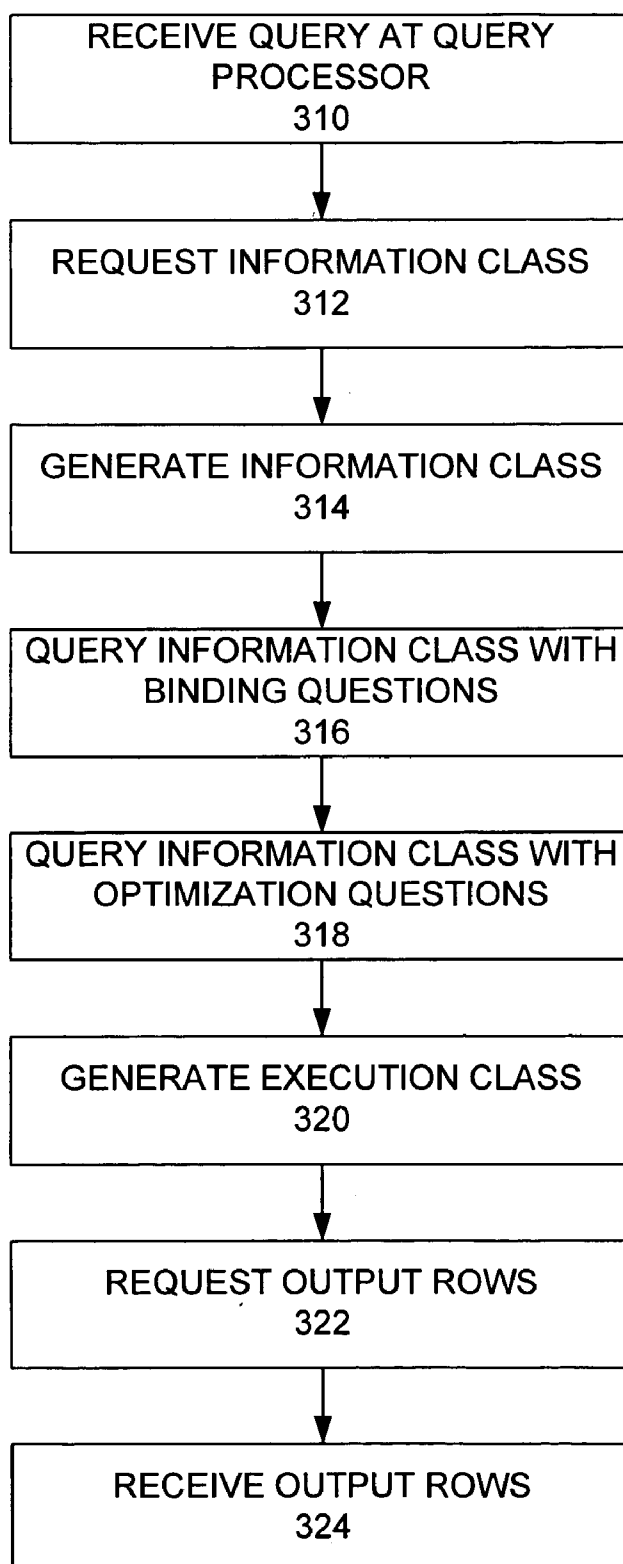 RECEIVE QUERY AT QUERY
PROCESSOR
310
REQUEST INFORMATION CLASS
312
GENERATE INFORMATION CLASS
314
QUERY INFORMATION CLASS WITH
BINDING QUESTIONS
316
QUERY INFORMATION CLASS WITH
OPTIMIZATION QUESTIONS
318
GENERATE EXECUTION CLASS
320
REQUEST OUTPUT ROWS
322
RECEIVE OUTPUT ROWS
324